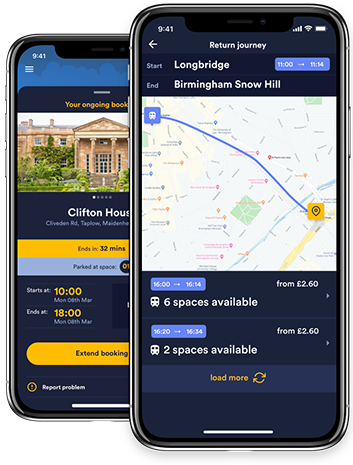 9:41
Your ongoing book
Clifton Hous
Cliveden Rd, Taplow, Maidenhe
Ends in: 32 mins
Parked at space:
Starts at: 10:00
Mon 08th Mar
Ends at: 18:00
Mon 08th Mar
Extend booking
Report problem
9:41
Return journey
Start Longbridge 11:00 → 11:14
End Birmingham Snow Hill
16:00 → 16:14 from £2.60
6 spaces available
16:20 → 16:34 from £2.60
2 spaces available
load more